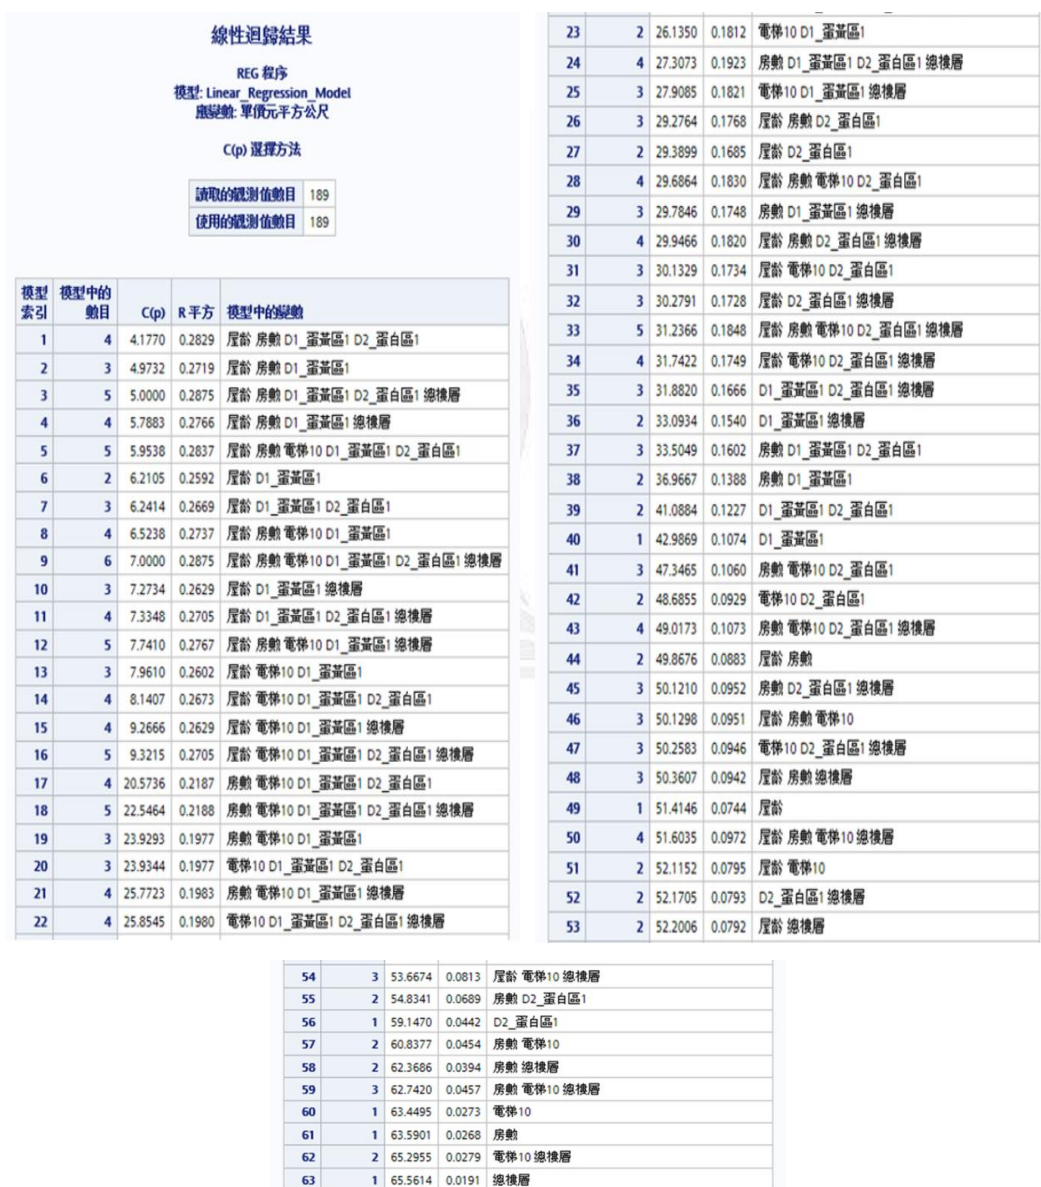 線性迴歸結果
REG 程序
模型: Linear_Regression_Model
應變數: 單價元平方公尺
C(p) 選擇方法
讀取的觀測值數目 189
使用的觀測值數目 189
模型索引 模型中的數目 C(p) R 平方 模型中的變數
1 4 4.1770 0.2829 屋齡 房數 D1_蛋黃區1 D2_蛋白區1
2 3 4.9732 0.2719 屋齡 房數 D1_蛋黃區1
3 5 5.0000 0.2875 屋齡 房數 D1_蛋黃區1 D2_蛋白區1 總樓層
4 4 5.7883 0.2766 屋齡 房數 D1_蛋黃區1 總樓層
5 5 5.9538 0.2837 屋齡 房數 電梯10 D1_蛋黃區1 D2_蛋白區1
6 2 6.2105 0.2592 屋齡 D1_蛋黃區1
7 3 6.2414 0.2669 屋齡 D1_蛋黃區1 D2_蛋白區1
8 4 6.5238 0.2737 屋齡 房數 電梯10 D1_蛋黃區1
9 6 7.0000 0.2875 屋齡 房數 電梯10 D1_蛋黃區1 D2_蛋白區1 總樓層
10 3 7.2734 0.2629 屋齡 D1_蛋黃區1 總樓層
11 4 7.3348 0.2705 屋齡 D1_蛋黃區1 D2_蛋白區1 總樓層
12 5 7.7410 0.2767 屋齡 房數 電梯10 D1_蛋黃區1 總樓層
13 3 7.9610 0.2602 屋齡 電梯10 D1_蛋黃區1
14 4 8.1407 0.2673 屋齡 電梯10 D1_蛋黃區1 D2_蛋白區1
15 4 9.2666 0.2629 屋齡 電梯10 D1_蛋黃區1 總樓層
16 5 9.3215 0.2705 屋齡 電梯10 D1_蛋黃區1 D2_蛋白區1 總樓層
17 4 20.5736 0.2187 房數 電梯10 D1_蛋黃區1 D2_蛋白區1
18 5 22.5464 0.2188 房數 電梯10 D1_蛋黃區1 D2_蛋白區1 總樓層
19 3 23.9293 0.1977 房數 電梯10 D1_蛋黃區1
20 3 23.9344 0.1977 電梯10 D1_蛋黃區1 D2_蛋白區1
21 4 25.7723 0.1983 房數 電梯10 D1_蛋黃區1 總樓層
22 4 25.8545 0.1980 電梯10 D1_蛋黃區1 D2_蛋白區1 總樓層
23 2 26.1350 0.1812 電梯10 D1_蛋黃區1
24 4 27.3073 0.1923 房數 D1_蛋黃區1 D2_蛋白區1 總樓層
25 3 27.9085 0.1821 電梯10 D1_蛋黃區1 總樓層
26 3 29.2764 0.1768 屋齡 房數 D2_蛋白區1
27 2 29.3899 0.1685 屋齡 D2_蛋白區1
28 4 29.6864 0.1830 屋齡 房數 電梯10 D2_蛋白區1
29 3 29.7846 0.1748 房數 D1_蛋黃區1 總樓層
30 4 29.9466 0.1820 屋齡 房數 D2_蛋白區1 總樓層
31 3 30.1329 0.1734 屋齡 電梯10 D2_蛋白區1
32 3 30.2791 0.1728 屋齡 D2_蛋白區1 總樓層
33 5 31.2366 0.1848 屋齡 房數 電梯10 D2_蛋白區1 總樓層
34 4 31.7422 0.1749 屋齡 電梯10 D2_蛋白區1 總樓層
35 3 31.8820 0.1666 D1_蛋黃區1 D2_蛋白區1 總樓層
36 2 33.0934 0.1540 D1_蛋黃區1 總樓層
37 3 33.5049 0.1602 房數 D1_蛋黃區1 D2_蛋白區1
38 2 36.9667 0.1388 房數 D1_蛋黃區1
39 2 41.0884 0.1227 D1_蛋黃區1 D2_蛋白區1
40 1 42.9869 0.1074 D1_蛋黃區1
41 3 47.3465 0.1060 房數 電梯10 D2_蛋白區1
42 2 48.6855 0.0929 電梯10 D2_蛋白區1
43 4 49.0173 0.1073 房數 電梯10 D2_蛋白區1 總樓層
44 2 49.8676 0.0883 屋齡 房數
45 3 50.1210 0.0952 房數 D2_蛋白區1 總樓層
46 3 50.1298 0.0951 屋齡 房數 電梯10
47 3 50.2583 0.0946 電梯10 D2_蛋白區1 總樓層
48 3 50.3607 0.0942 屋齡 房數 總樓層
49 1 51.4146 0.0744 屋齡
50 4 51.6035 0.0972 屋齡 房數 電梯10 總樓層
51 2 52.1152 0.0795 屋齡 電梯10
52 2 52.1705 0.0793 D2_蛋白區1 總樓層
53 2 52.2006 0.0792 屋齡 總樓層
54 3 53.6674 0.0813 屋齡 電梯10 總樓層
55 2 54.8341 0.0689 房數 D2_蛋白區1
56 1 59.1470 0.0442 D2_蛋白區1
57 2 60.8377 0.0454 房數 電梯10
58 2 62.3686 0.0394 房數 總樓層
59 3 62.7420 0.0457 房數 電梯10 總樓層
60 1 63.4495 0.0273 電梯10
61 1 63.5901 0.0268 房數
62 2 65.2955 0.0279 電梯10 總樓層
63 1 65.5614 0.0191 總樓層